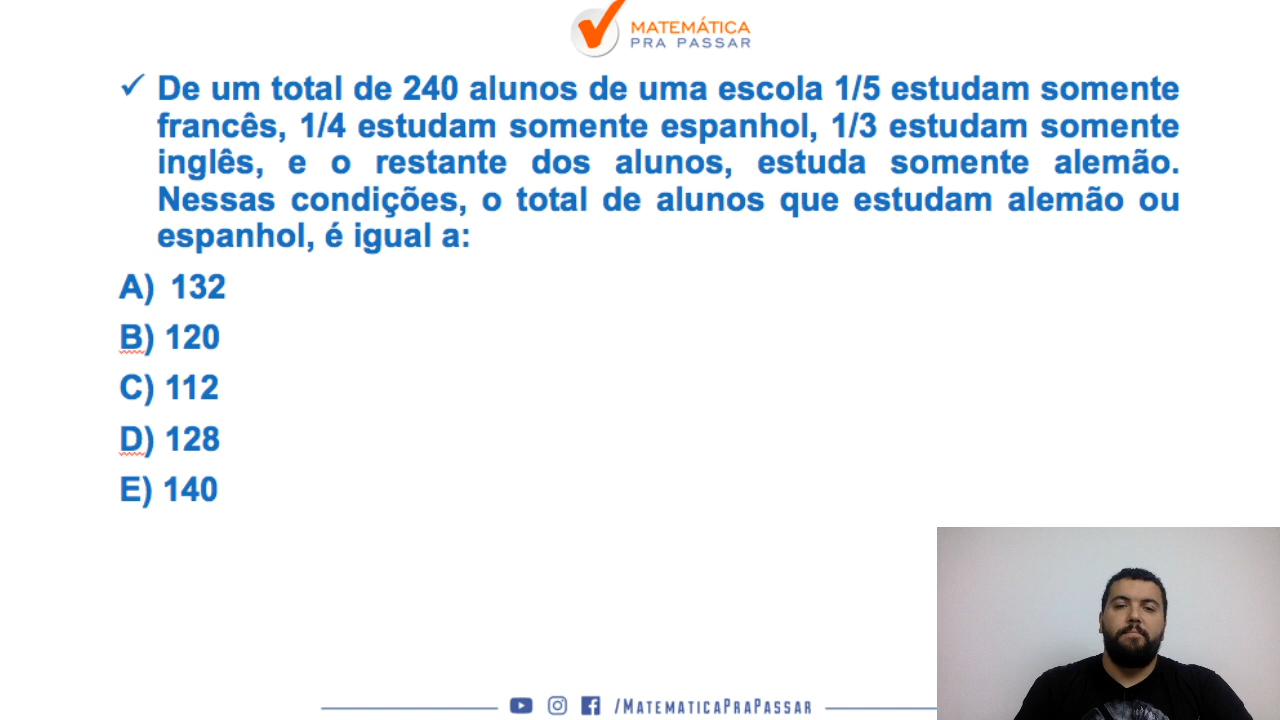 MATEMÁTICA
PRA PASSAR
✓ De um total de 240 alunos de uma escola 1/5 estudam somente
francês, 1/4 estudam somente espanhol, 1/3 estudam somente
inglês, e o restante dos alunos, estuda somente alemão.
Nessas condições, o total de alunos que estudam alemão ou
espanhol, é igual a:
A) 132
B) 120
C) 112
D) 128
E) 140
/MATEMATICAPRAPASSAR